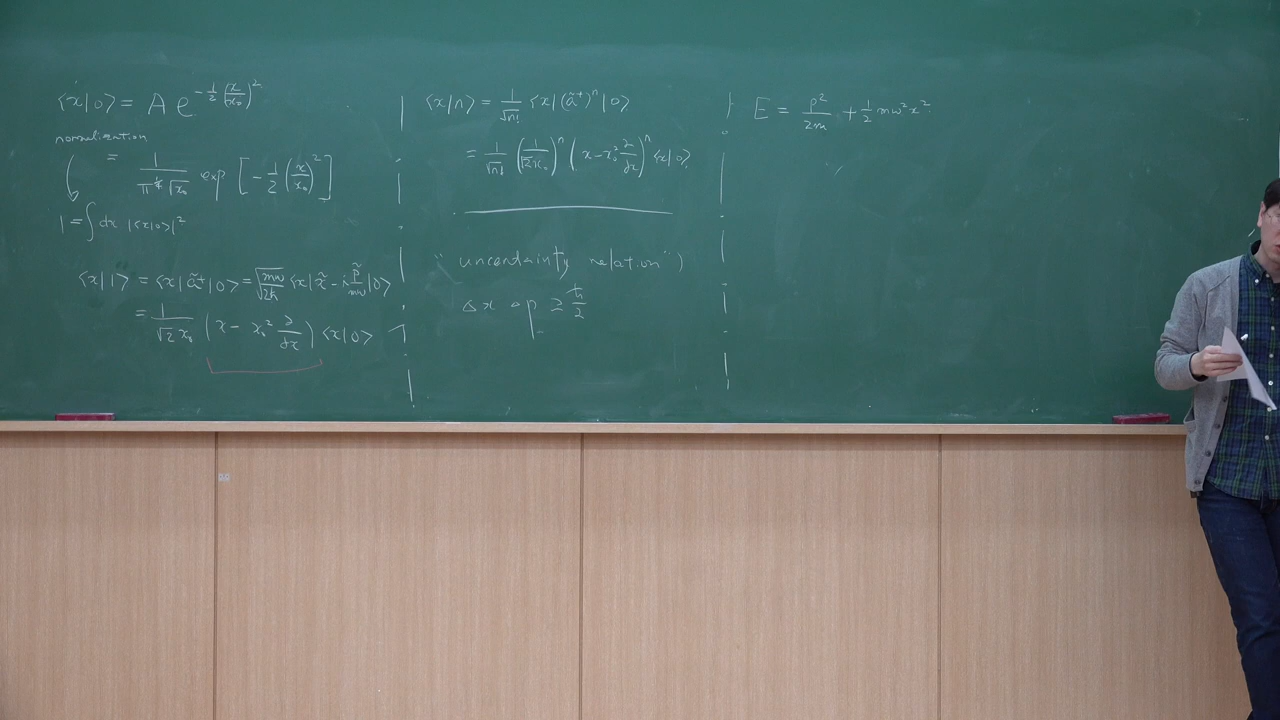 ⟨x|0⟩ = A e^{-1/2 (x/x₀)²}
normalization
= 1/(π^{1/4} √x₀) exp [ -1/2 (x/x₀)² ]
1 = ∫ dx |⟨x|0⟩|²
⟨x|1⟩ = ⟨x|ã⁺|0⟩ = √(mω)/√(2ħ) ⟨x|x̃ - i p̃/mω|0⟩
= 1/(√2 x₀) (x - x₀² ∂/∂x) ⟨x|0⟩
⟨x|n⟩ = 1/√n! ⟨x|(ã⁺)ⁿ|0⟩
= 1/√n! (1/(√2 x₀))ⁿ (x - x₀² ∂/∂x)ⁿ ⟨x|0⟩
"uncertainty relation")
Δx Δp ≥ ħ/2
E = p²/2m + 1/2 mω²x²